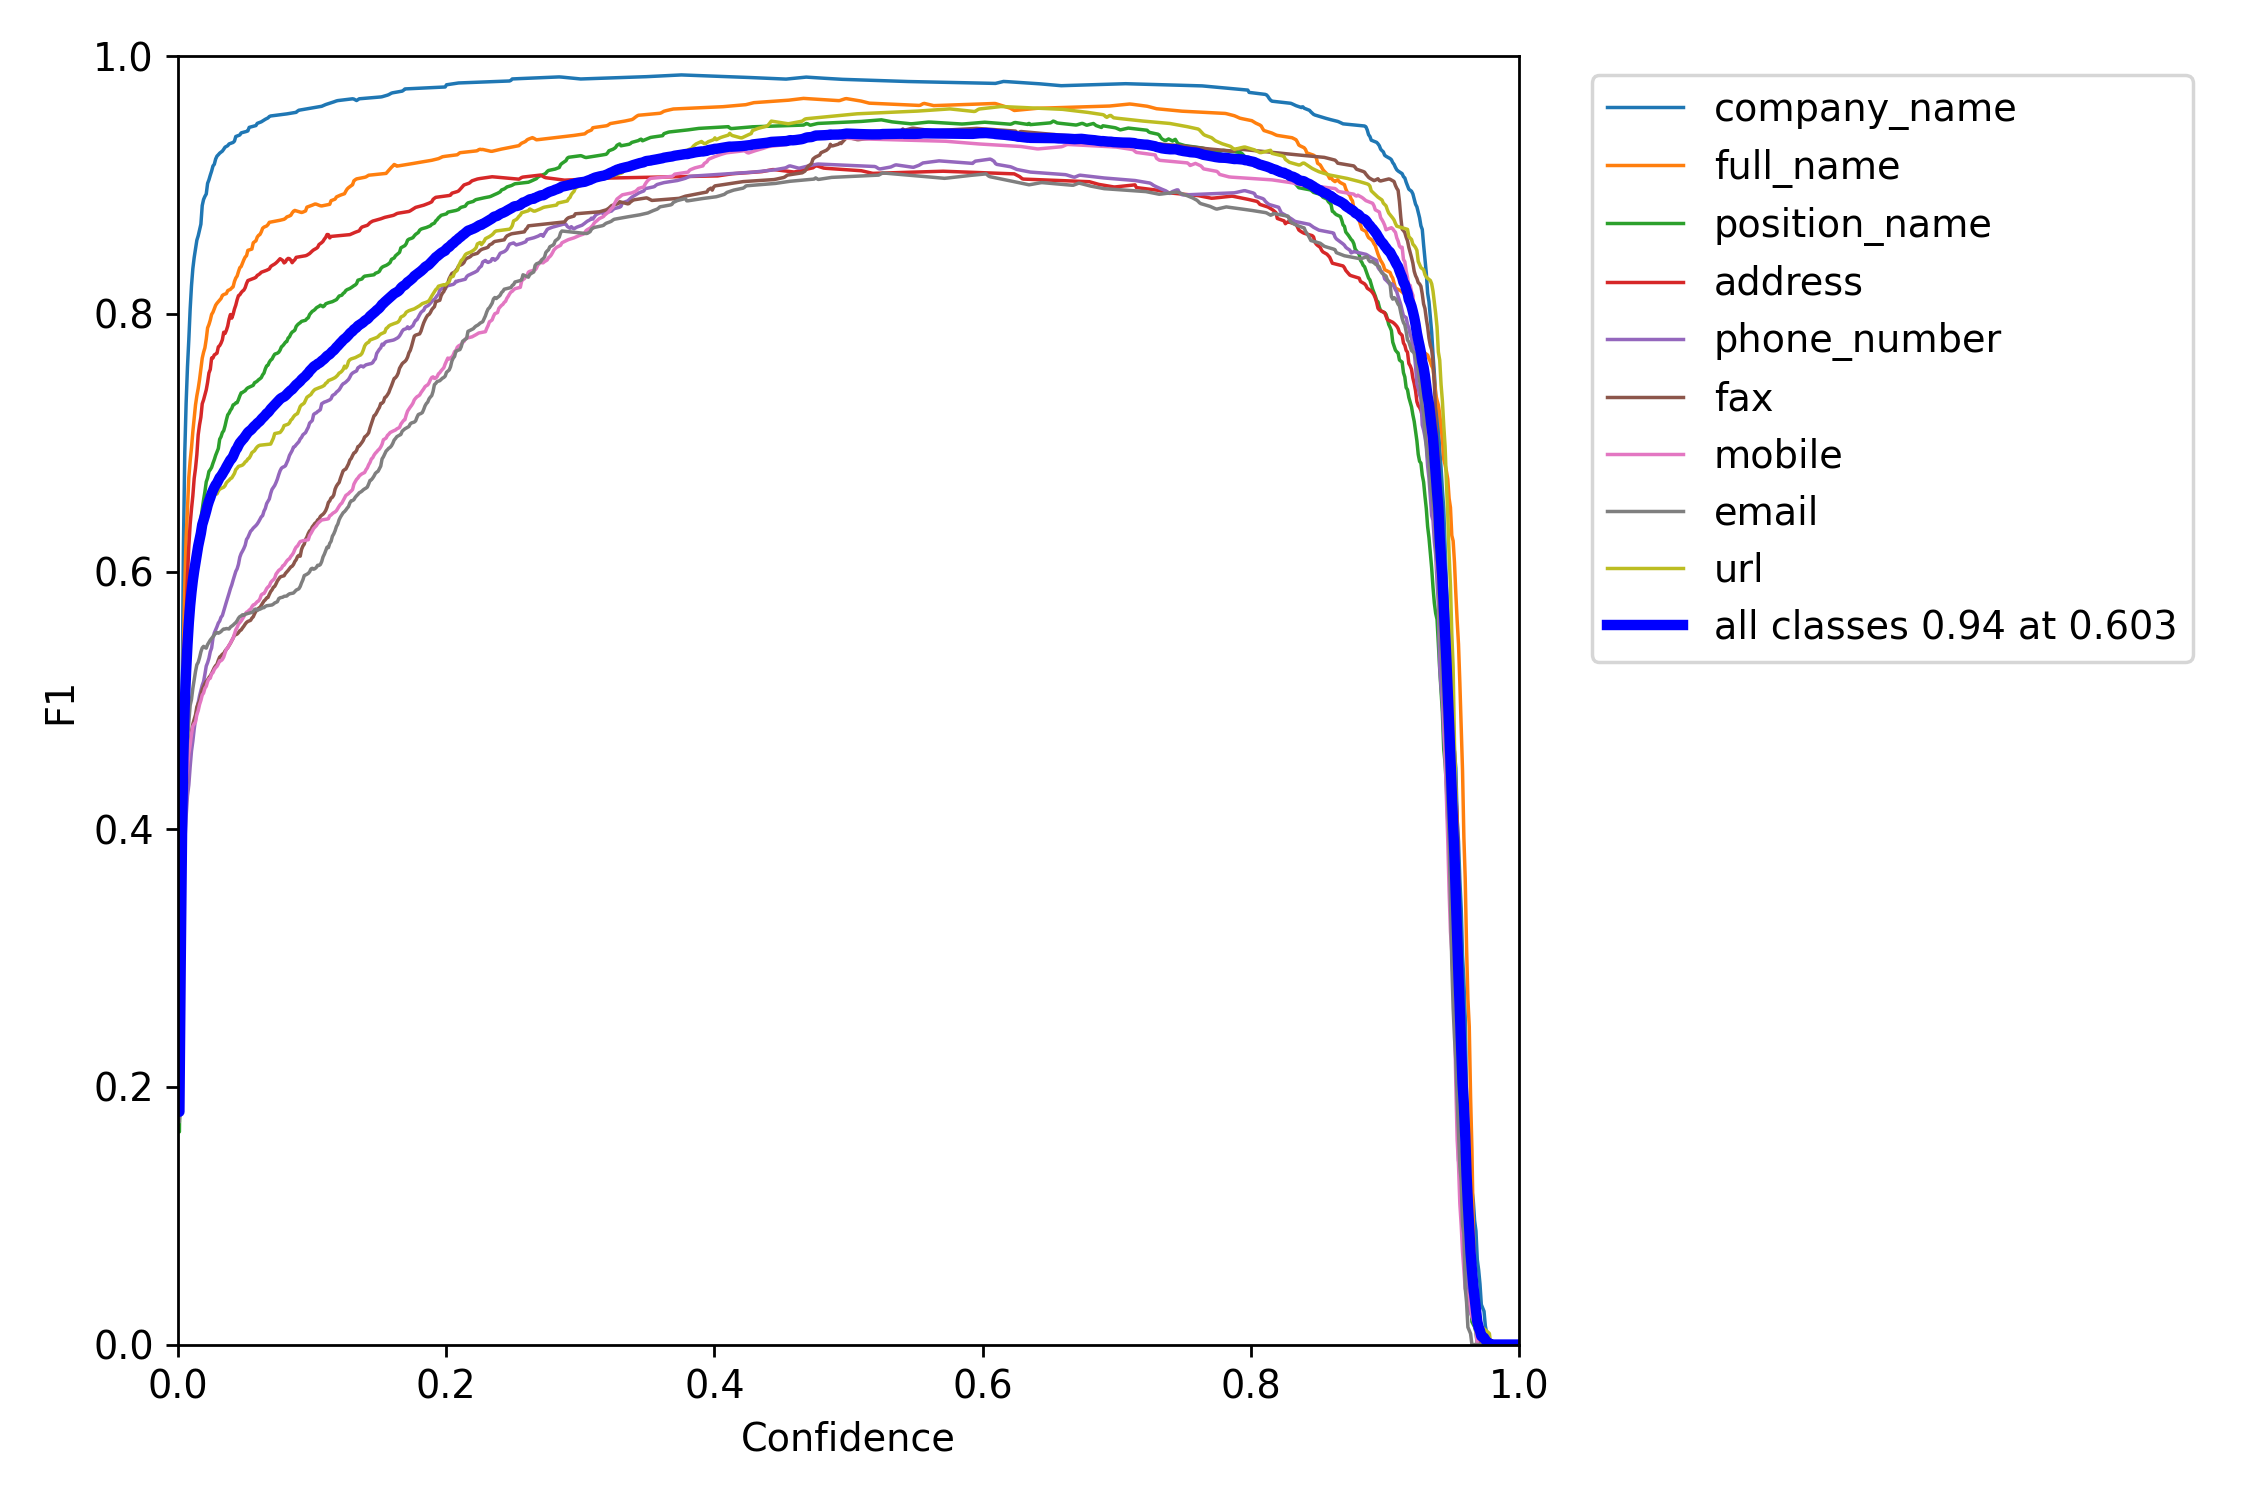 1.0
0.8
0.6
0.4
0.2
0.0
F1
0.0 0.2 0.4 0.6 0.8 1.0
Confidence
company_name
full_name
position_name
address
phone_number
fax
mobile
email
url
all classes 0.94 at 0.603